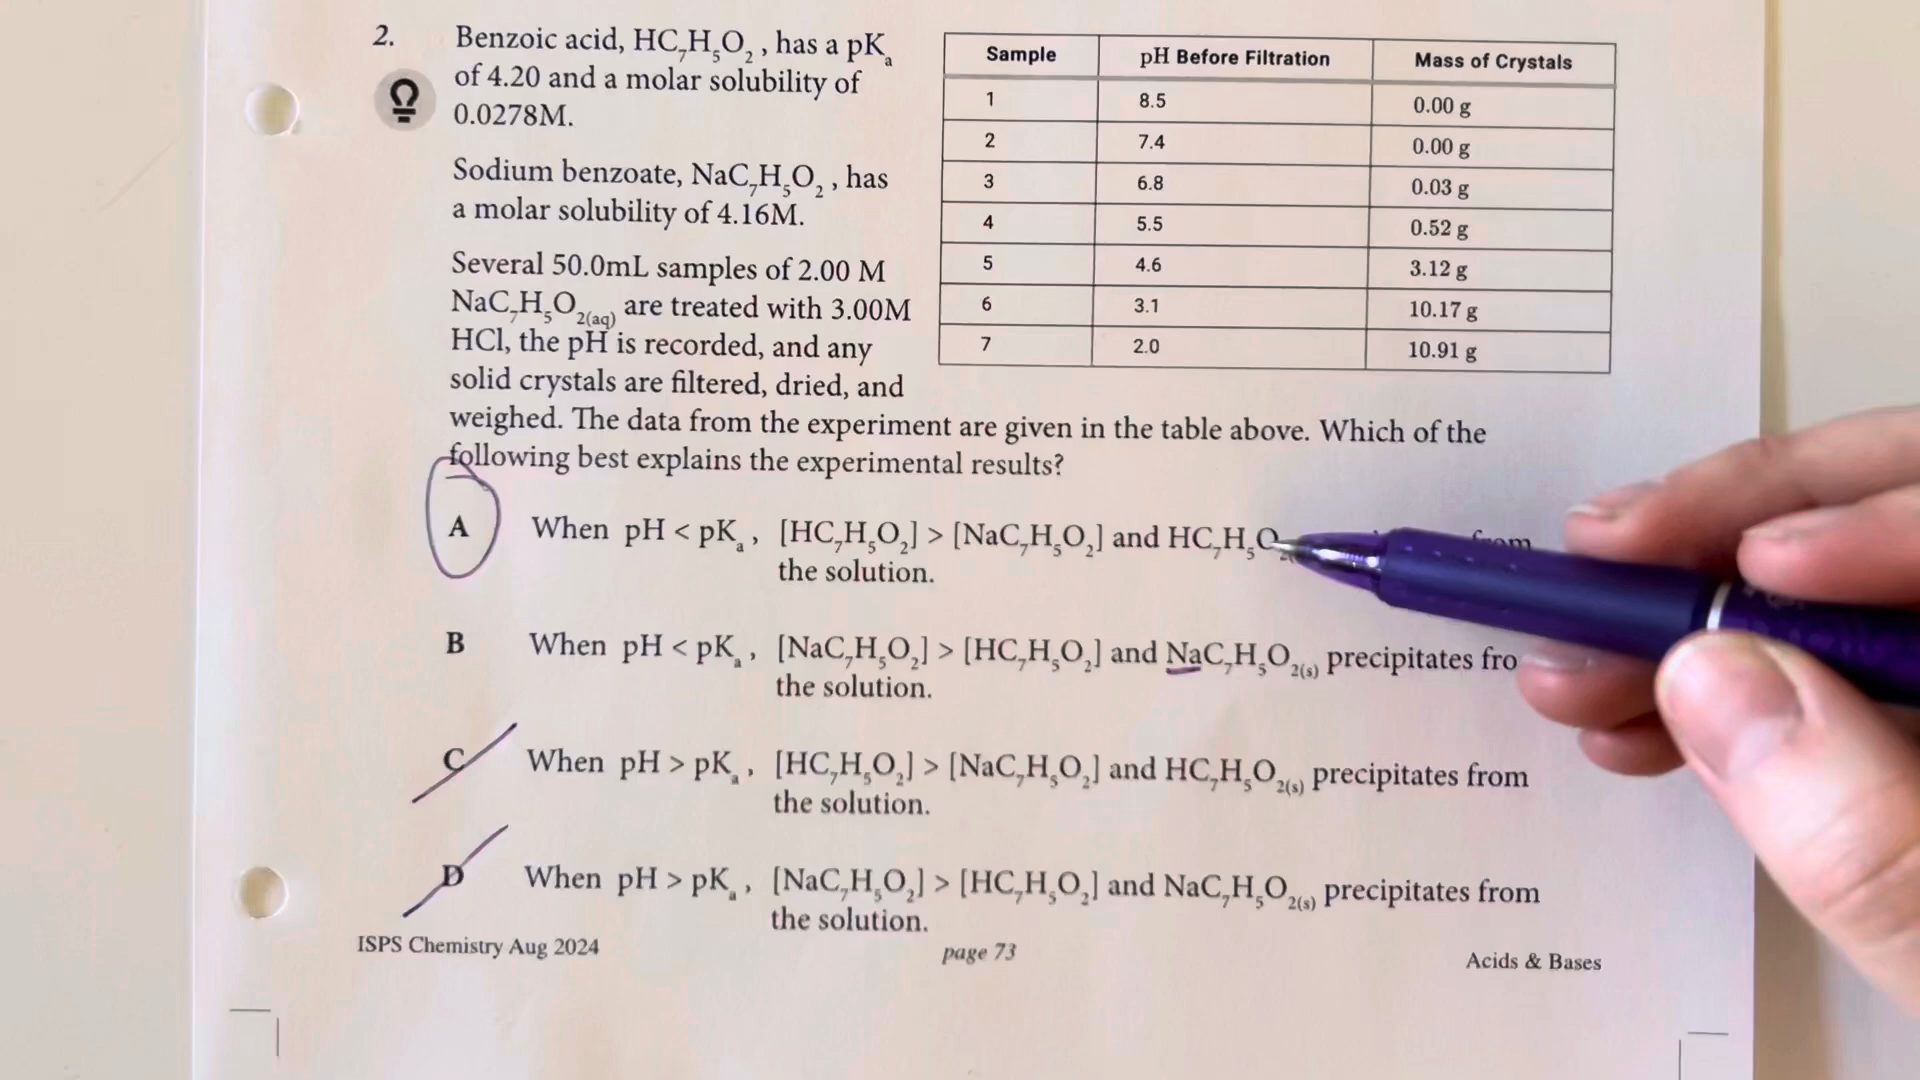 2.
Benzoic acid, HC₇H₅O₂ , has a pKₐ
of 4.20 and a molar solubility of
0.0278M.
Sodium benzoate, NaC₇H₅O₂ , has
a molar solubility of 4.16M.
Several 50.0mL samples of 2.00 M
NaC₇H₅O₂(aq) are treated with 3.00M
HCl, the pH is recorded, and any
solid crystals are filtered, dried, and
weighed. The data from the experiment are given in the table above. Which of the
following best explains the experimental results?
Sample pH Before Filtration Mass of Crystals
1 8.5 0.00 g
2 7.4 0.00 g
3 6.8 0.03 g
4 5.5 0.52 g
5 4.6 3.12 g
6 3.1 10.17 g
7 2.0 10.91 g
A When pH < pKₐ , [HC₇H₅O₂] > [NaC₇H₅O₂] and HC₇H₅O₂ from
the solution.
B When pH < pKₐ , [NaC₇H₅O₂] > [HC₇H₅O₂] and NaC₇H₅O₂(s) precipitates fro
the solution.
C When pH > pKₐ , [HC₇H₅O₂] > [NaC₇H₅O₂] and HC₇H₅O₂(s) precipitates from
the solution.
D When pH > pKₐ , [NaC₇H₅O₂] > [HC₇H₅O₂] and NaC₇H₅O₂(s) precipitates from
the solution.
ISPS Chemistry Aug 2024 page 73 Acids & Bases